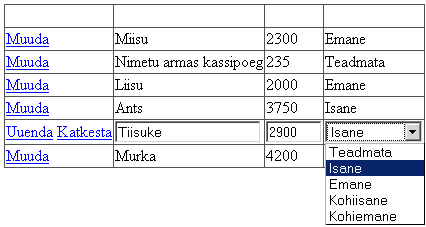 Muuda Miisu 2300 Emane
Muuda Nimetu armas kassipoeg 235 Teadmata
Muuda Liisu 2000 Emane
Muuda Ants 3750 Isane
Uuenda Katkesta Tiisuke 2900 Isane
Muuda Murka 4200
Teadmata
Isane
Emane
Kohiisane
Kohiemane